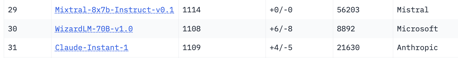 29 Mixtral-8x7b-Instruct-v0.1 1114 +0/-0 56203 Mistral
30 WizardLM-70B-v1.0 1108 +6/-8 8892 Microsoft
31 Claude-Instant-1 1109 +4/-5 21630 Anthropic